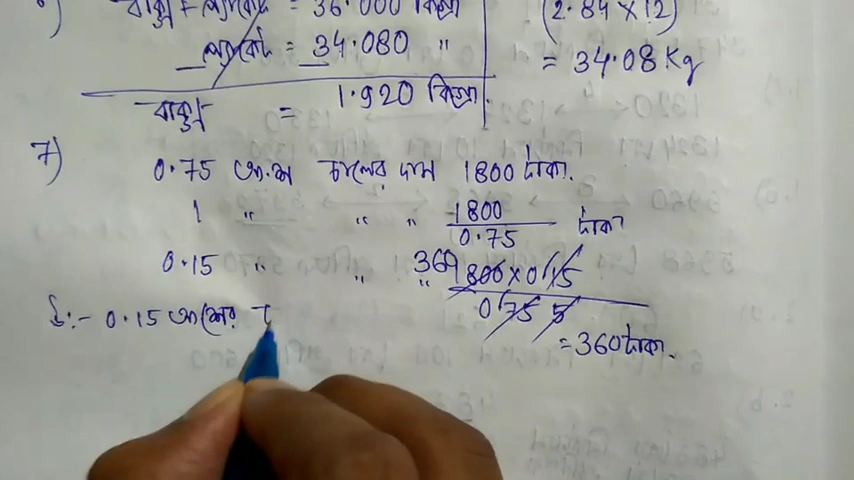 বাক্স + প্যাকেট = 36.000 কিগ্রা
(2.84 × 12)
প্যাকেট = 34.080 "
= 34.08 Kg
বাক্স = 1.920 কিগ্রা.
7)
0.75 অংশ চালের দাম 1800 টাকা.
1 " " " 1800/0.75 টাকা
0.15 " " " 1800×0.15/0.75 360 5
= 360 টাকা.
উঃ- 0.15 অংশের